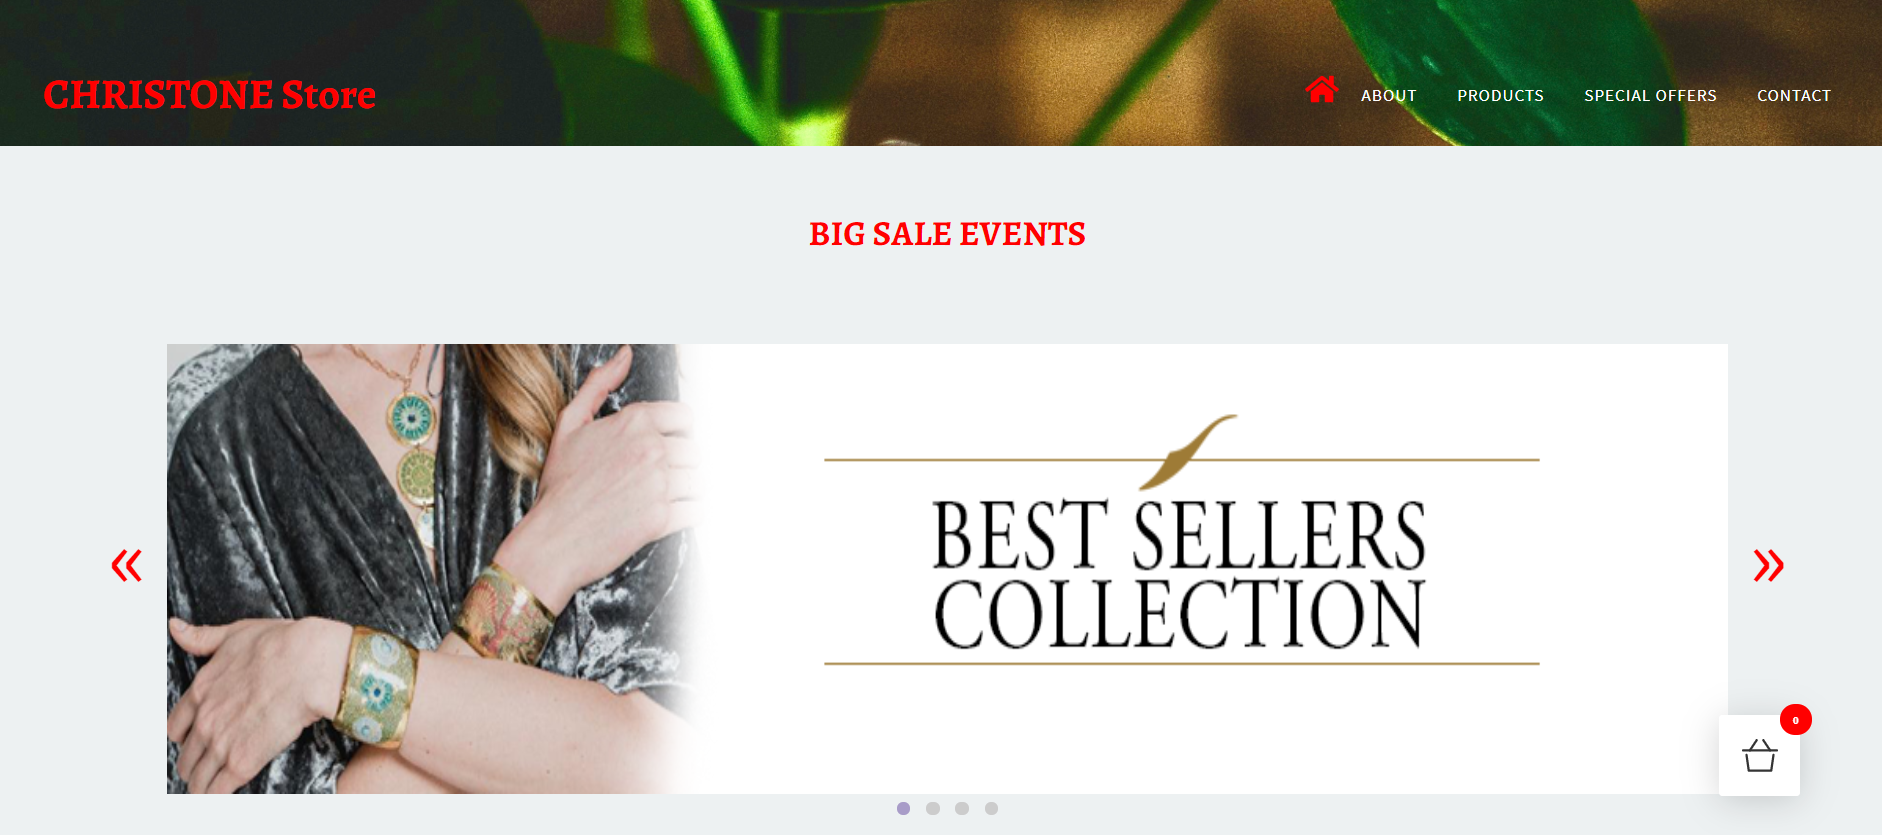 CHRISTONE Store
ABOUT PRODUCTS SPECIAL OFFERS CONTACT
BIG SALE EVENTS
BEST SELLERS
COLLECTION
0